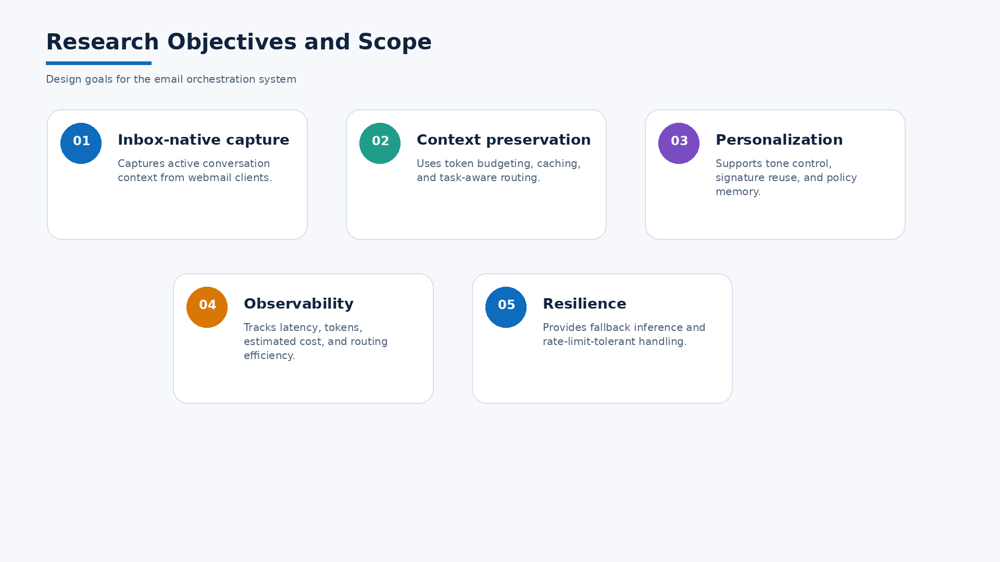 Research Objectives and Scope
Design goals for the email orchestration system
01
Inbox-native capture
Captures active conversation
context from webmail clients.
02
Context preservation
Uses token budgeting, caching,
and task-aware routing.
03
Personalization
Supports tone control,
signature reuse, and policy
memory.
04
Observability
Tracks latency, tokens,
estimated cost, and routing
efficiency.
05
Resilience
Provides fallback inference and
rate-limit-tolerant handling.